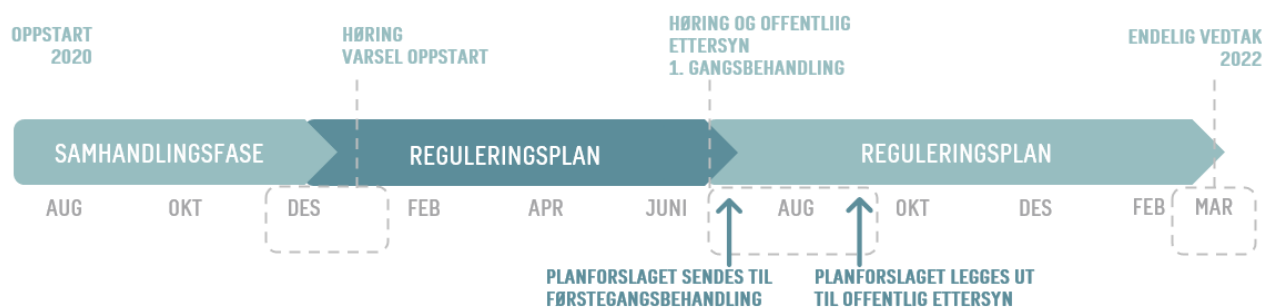 OPPSTART
2020
HØRING
VARSEL OPPSTART
HØRING OG OFFENTLIIG
ETTERSYN
1. GANGSBEHANDLING
ENDELIG VEDTAK
2022
SAMHANDLINGSFASE
REGULERINGSPLAN
REGULERINGSPLAN
AUG OKT DES FEB APR JUNI AUG OKT DES FEB MAR
PLANFORSLAGET SENDES TIL
FØRSTEGANGSBEHANDLING
PLANFORSLAGET LEGGES UT
TIL OFFENTLIG ETTERSYN